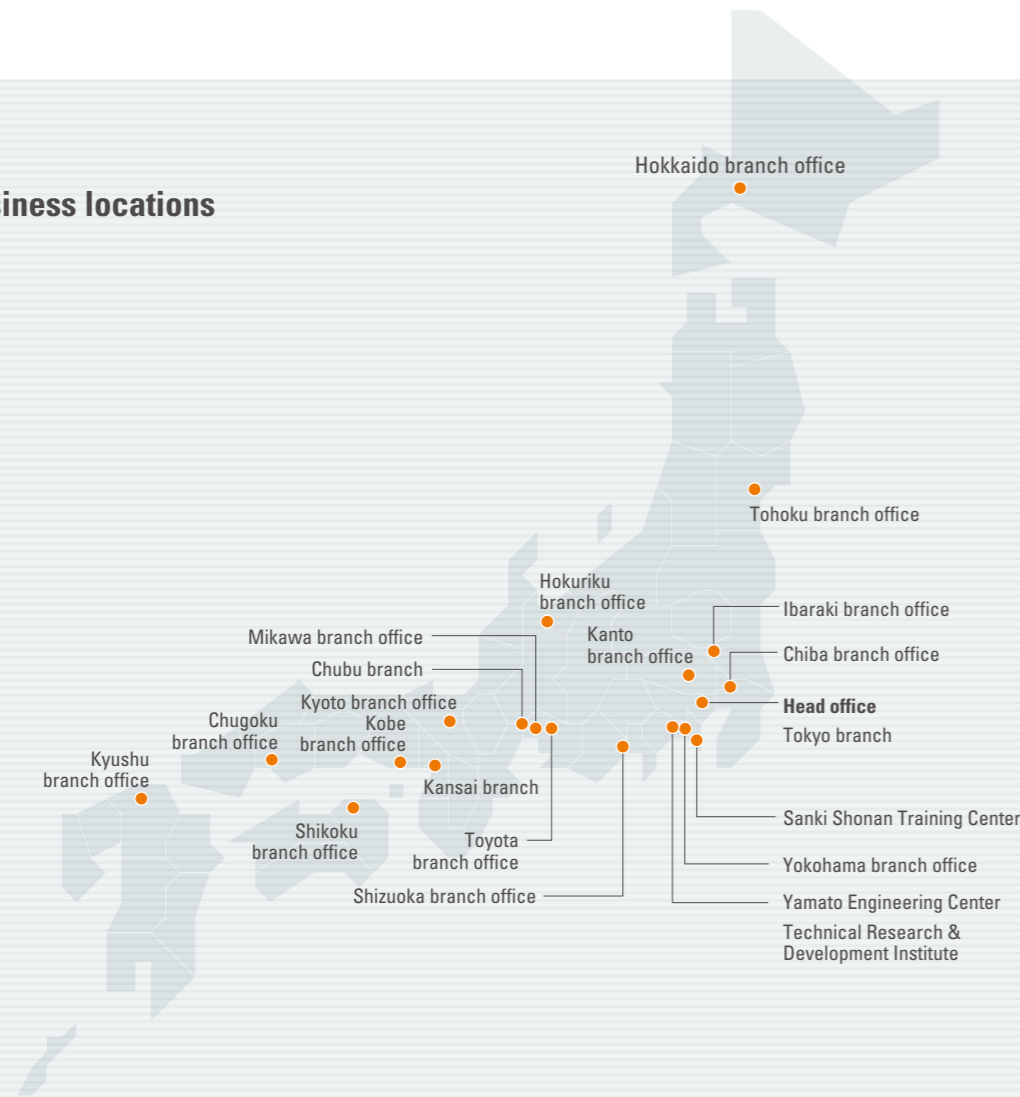 siness locations
Hokkaido branch office
Tohoku branch office
Hokuriku
branch office
Kanto
branch office
Ibaraki branch office
Chiba branch office
Head office
Tokyo branch
Mikawa branch office
Chubu branch
Kyoto branch office
Kobe
branch office
Chugoku
branch office
Kyushu
branch office
Kansai branch
Shikoku
branch office
Toyota
branch office
Shizuoka branch office
Sanki Shonan Training Center
Yokohama branch office
Yamato Engineering Center
Technical Research &
Development Institute